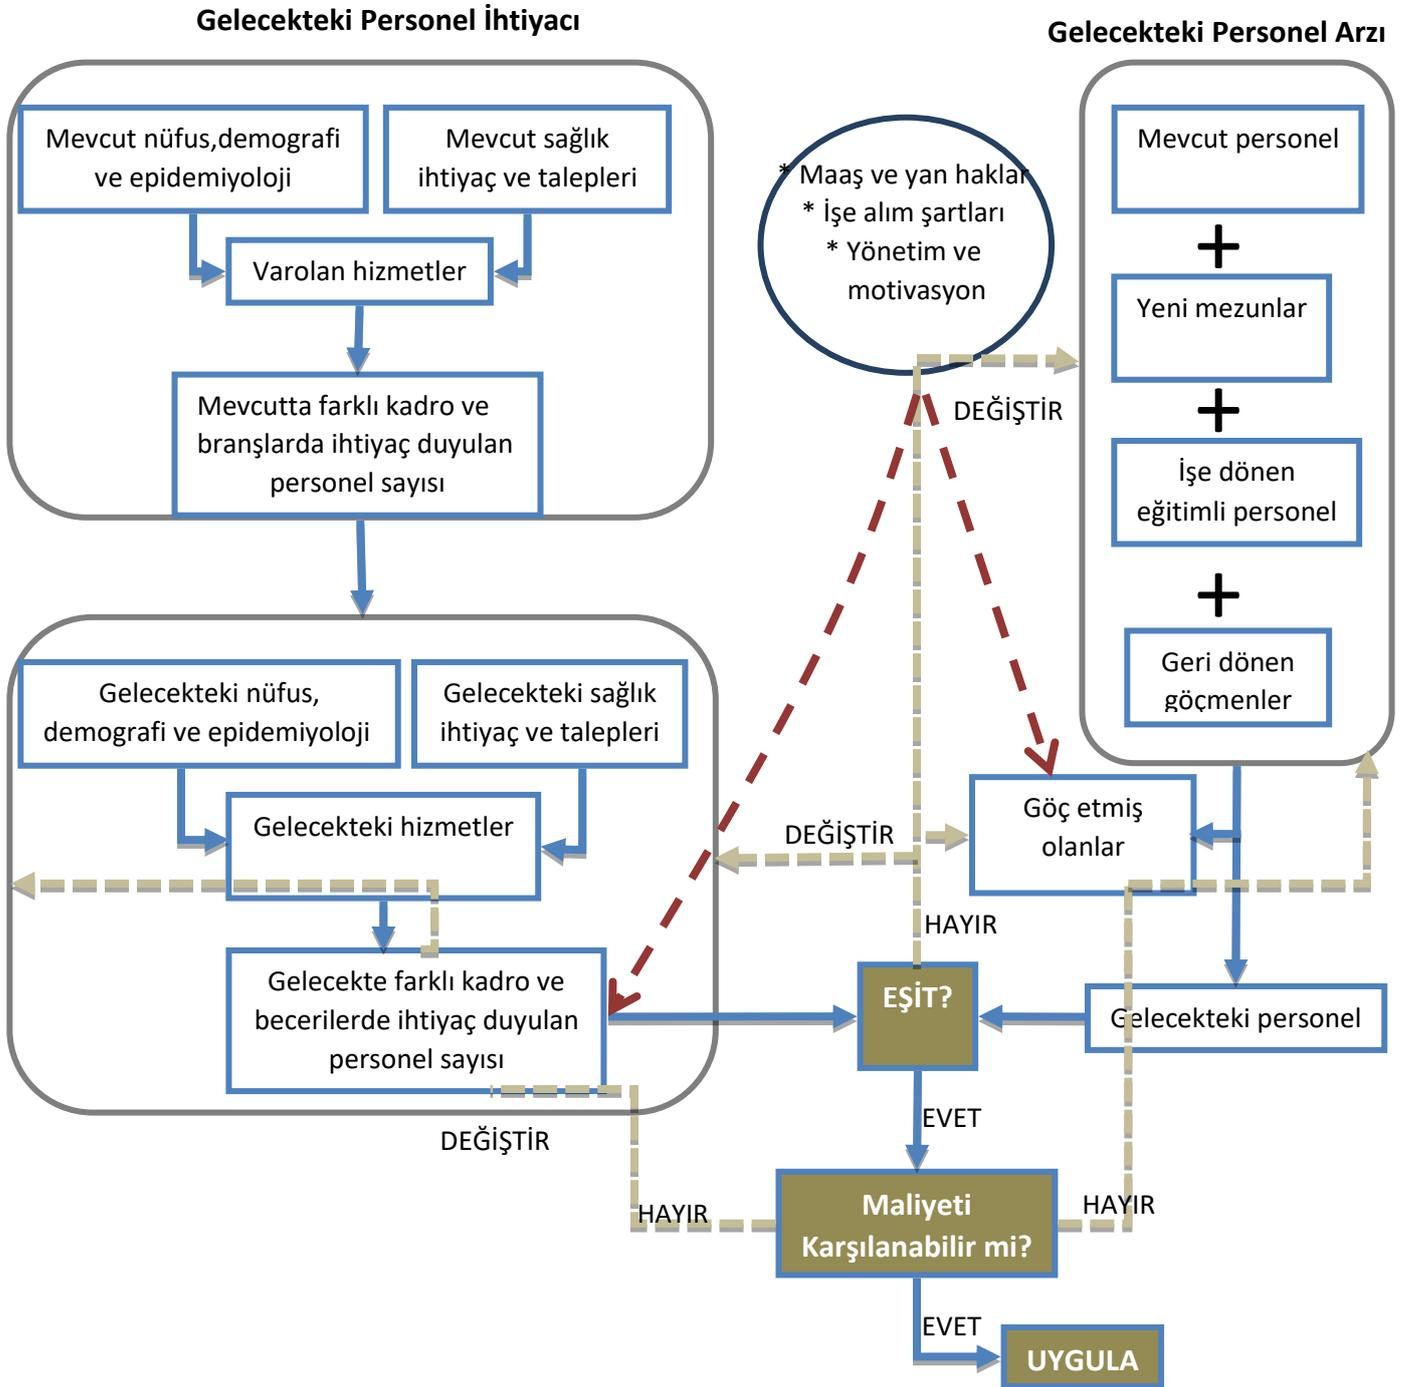 Gelecekteki Personel İhtiyacı
Gelecekteki Personel Arzı
Mevcut nüfus,demografi
ve epidemiyoloji
Mevcut sağlık
ihtiyaç ve talepleri
Varolan hizmetler
Mevcutta farklı kadro ve
branşlarda ihtiyaç duyulan
personel sayısı
* Maaş ve yan haklar
* İşe alım şartları
* Yönetim ve
motivasyon
Mevcut personel
+
Yeni mezunlar
+
İşe dönen
eğitimli personel
+
Geri dönen
göçmenler
DEĞİŞTİR
Gelecekteki nüfus,
demografi ve epidemiyoloji
Gelecekteki sağlık
ihtiyaç ve talepleri
Gelecekteki hizmetler
Gelecekte farklı kadro ve
becerilerde ihtiyaç duyulan
personel sayısı
DEĞİŞTİR
Göç etmiş
olanlar
HAYIR
EŞİT?
Gelecekteki personel
EVET
DEĞİŞTİR
HAYIR
Maliyeti
Karşılanabilir mi?
HAYIR
EVET
UYGULA